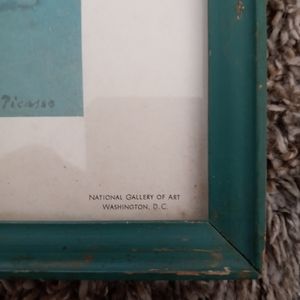 Picasso
NATIONAL GALLERY OF ART
WASHINGTON, D.C.